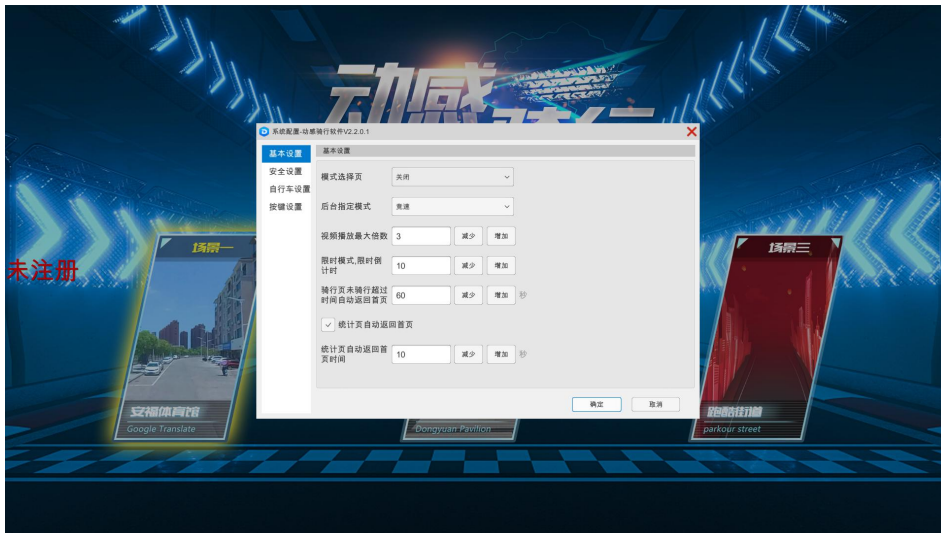 动感
系统配置-动感骑行软件V2.2.0.1
基本设置
安全设置
自行车设置
按键设置
基本设置
模式选择页 关闭
后台指定模式 竞速
视频播放最大倍数 3 减少 增加
限时模式,限时倒
计时 10 减少 增加
骑行页未骑行超过
时间自动返回首页 60 减少 增加 秒
统计页自动返回首页
统计页自动返回首
页时间 10 减少 增加 秒
确定 取消
未注册
场景一
安福体育馆
Google Translate
Dongyuan Pavilion
场景三
跑酷街道
parkour street